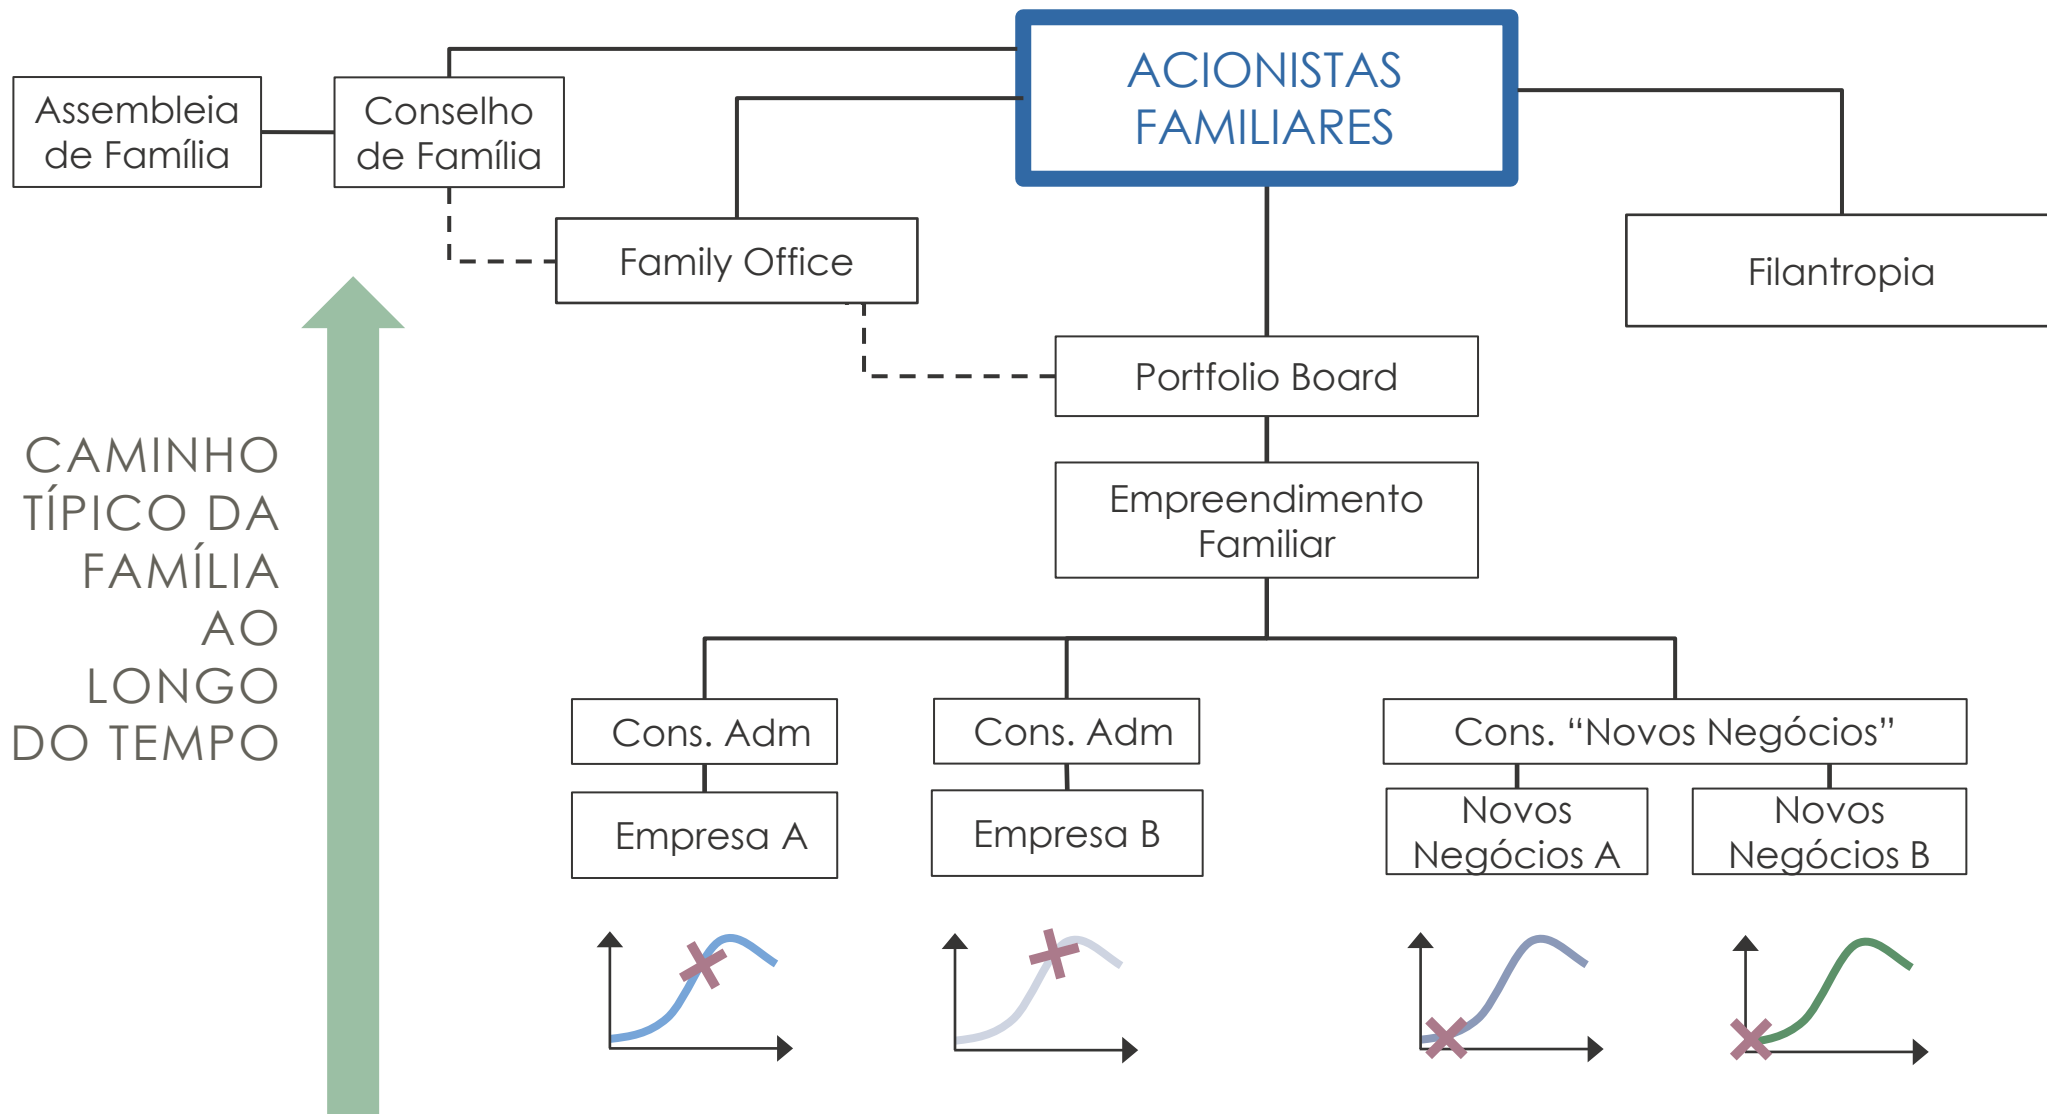 ACIONISTAS
FAMILIARES
Assembleia
de Família
Conselho
de Família
Family Office
Filantropia
Portfolio Board
Empreendimento
Familiar
CAMINHO
TÍPICO DA
FAMÍLIA
AO
LONGO
DO TEMPO
Cons. Adm
Cons. Adm
Cons. “Novos Negócios”
Empresa A
Empresa B
Novos
Negócios A
Novos
Negócios B